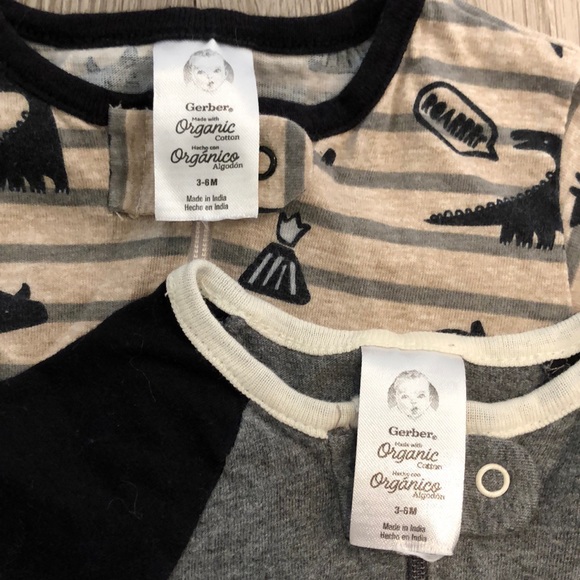 Gerber®
Made with
Organic
Cotton
Hecho con
Orgánico
Algodón
3-6M
Made in India
Hecho en India
ROARRR!
Gerber®
Made with
Organic
Cotton
Hecho con
Orgánico
Algodón
3-6M
Made in India
Hecho en India